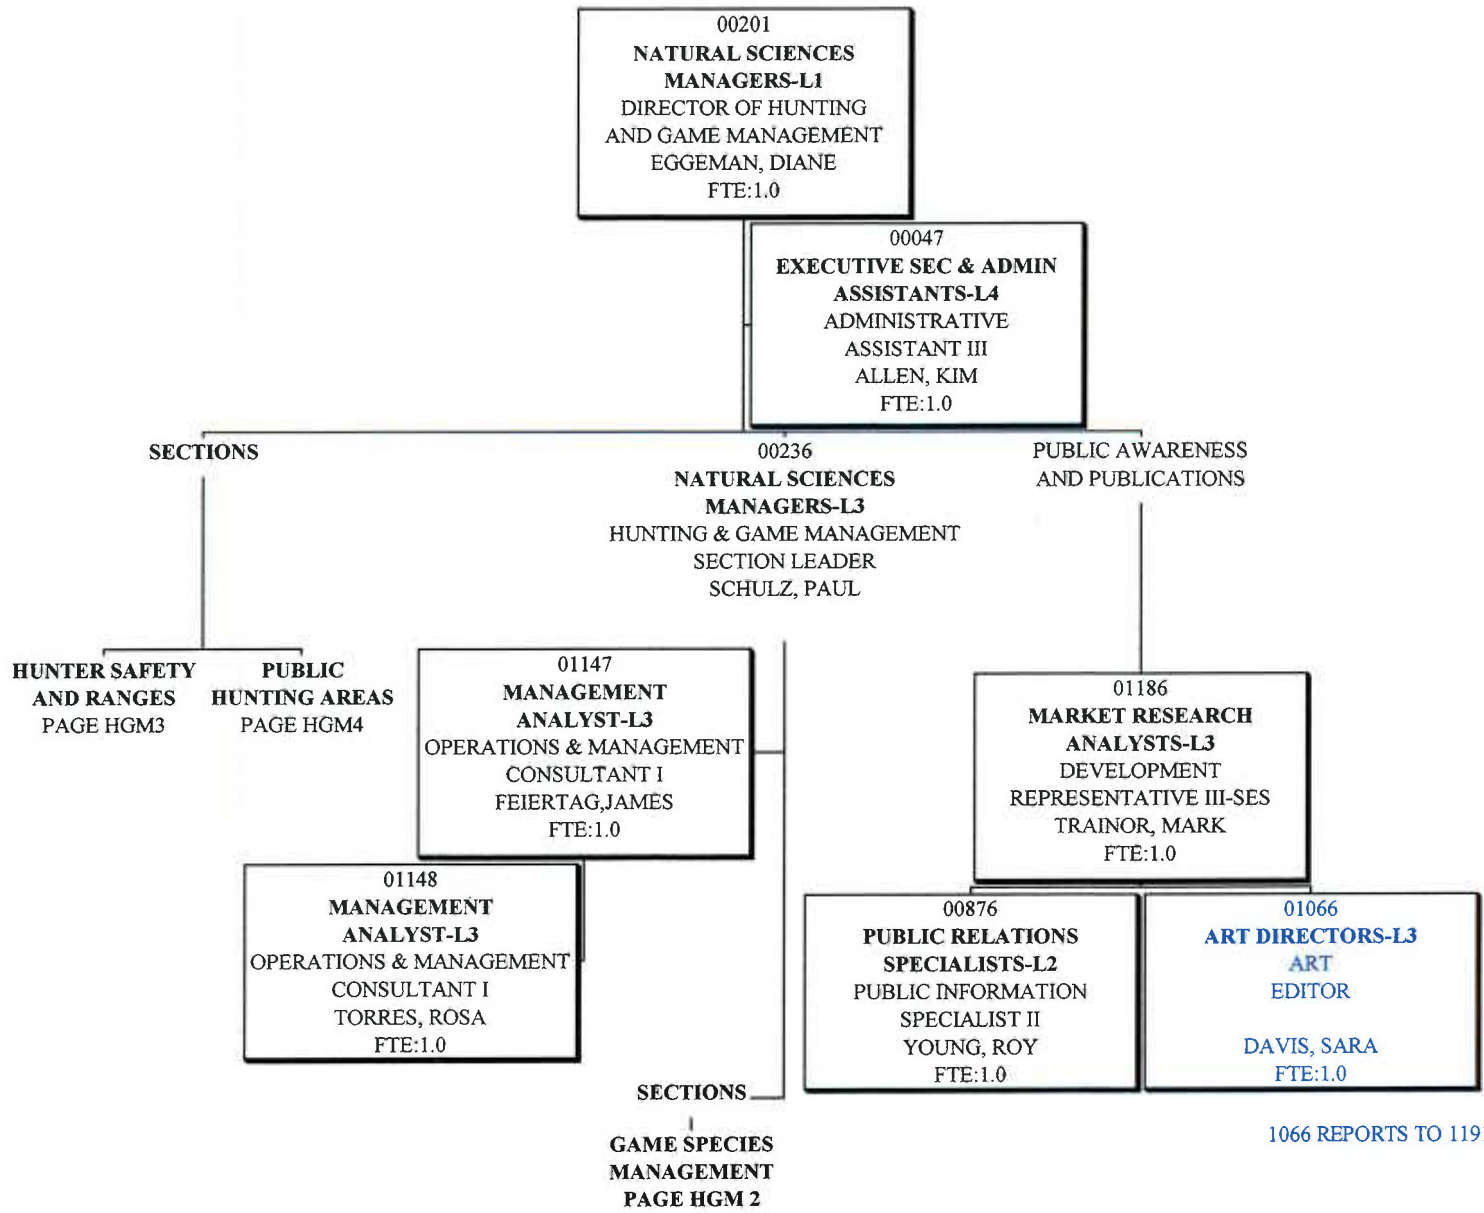 00201
NATURAL SCIENCES
MANAGERS-L1
DIRECTOR OF HUNTING
AND GAME MANAGEMENT
EGGEMAN, DIANE
FTE:1.0
00047
EXECUTIVE SEC & ADMIN
ASSISTANTS-L4
ADMINISTRATIVE
ASSISTANT III
ALLEN, KIM
FTE:1.0
SECTIONS
00236
NATURAL SCIENCES
MANAGERS-L3
HUNTING & GAME MANAGEMENT
SECTION LEADER
SCHULZ, PAUL
PUBLIC AWARENESS
AND PUBLICATIONS
HUNTER SAFETY
AND RANGES
PAGE HGM3
PUBLIC
HUNTING AREAS
PAGE HGM4
01147
MANAGEMENT
ANALYST-L3
OPERATIONS & MANAGEMENT
CONSULTANT I
FEIERTAG,JAMES
FTE:1.0
01148
MANAGEMENT
ANALYST-L3
OPERATIONS & MANAGEMENT
CONSULTANT I
TORRES, ROSA
FTE:1.0
SECTIONS
GAME SPECIES
MANAGEMENT
PAGE HGM 2
01186
MARKET RESEARCH
ANALYSTS-L3
DEVELOPMENT
REPRESENTATIVE III-SES
TRAINOR, MARK
FTE:1.0
00876
PUBLIC RELATIONS
SPECIALISTS-L2
PUBLIC INFORMATION
SPECIALIST II
YOUNG, ROY
FTE:1.0
01066
ART DIRECTORS-L3
ART
EDITOR
DAVIS, SARA
FTE:1.0
1066 REPORTS TO 119